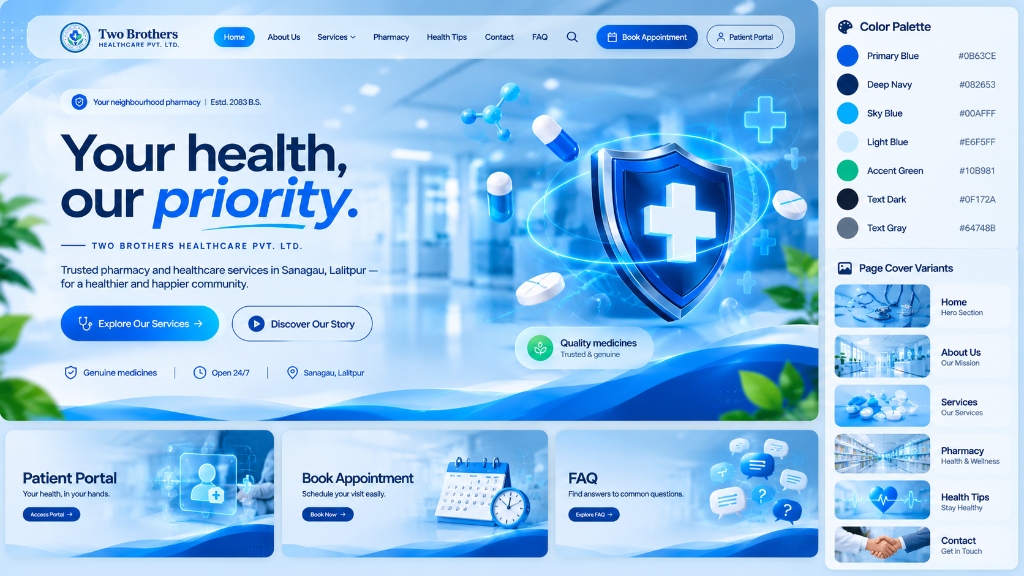 Two Brothers
HEALTHCARE PVT. LTD.
Home
About Us
Services
Pharmacy
Health Tips
Contact
FAQ
Book Appointment
Patient Portal
Your neighbourhood pharmacy | Estd. 2083 B.S.
Your health,
our priority.
TWO BROTHERS HEALTHCARE PVT. LTD.
Trusted pharmacy and healthcare services in Sanagau, Lalitpur —
for a healthier and happier community.
Explore Our Services →
Discover Our Story
Genuine medicines
Open 24/7
Sanagau, Lalitpur
Quality medicines
Trusted & genuine
Patient Portal
Your health, in your hands.
Access Portal →
Book Appointment
Schedule your visit easily.
Book Now →
FAQ
Find answers to common questions.
Explore FAQ →
?
?
Color Palette
Primary Blue #0B63CE
Deep Navy #082653
Sky Blue #00AFFF
Light Blue #E6F5FF
Accent Green #10B981
Text Dark #0F172A
Text Gray #64748B
Page Cover Variants
Home
Hero Section
About Us
Our Mission
Services
Our Services
Pharmacy
Health & Wellness
Health Tips
Stay Healthy
Contact
Get in Touch